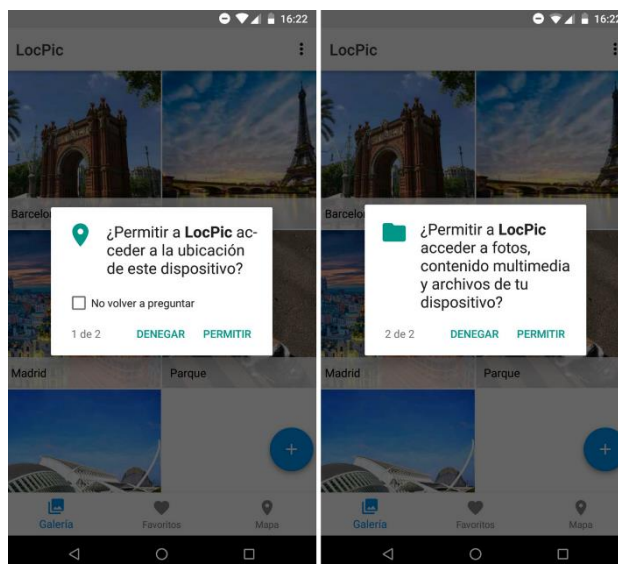 16:22
LocPic
Barcelo
¿Permitir a LocPic ac-
ceder a la ubicación
de este dispositivo?
No volver a preguntar
1 de 2 DENEGAR PERMITIR
Madrid Parque
Galería Favoritos Mapa
16:22
LocPic
Barcelo
¿Permitir a LocPic
acceder a fotos,
contenido multimedia
y archivos de tu
dispositivo?
2 de 2 DENEGAR PERMITIR
Madrid Parque
Galería Favoritos Mapa